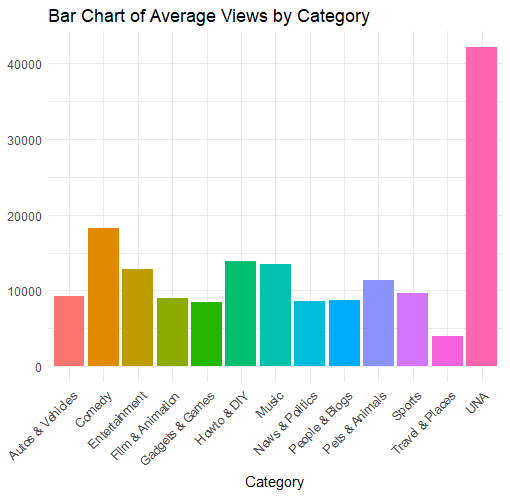 Bar Chart of Average Views by Category
40000
30000
20000
10000
0
Autos & Vehicles
Comedy
Entertainment
Film & Animation
Gadgets & Games
Howto & DIY
Music
News & Politics
People & Blogs
Pets & Animals
Sports
Travel & Places
UNA
Category